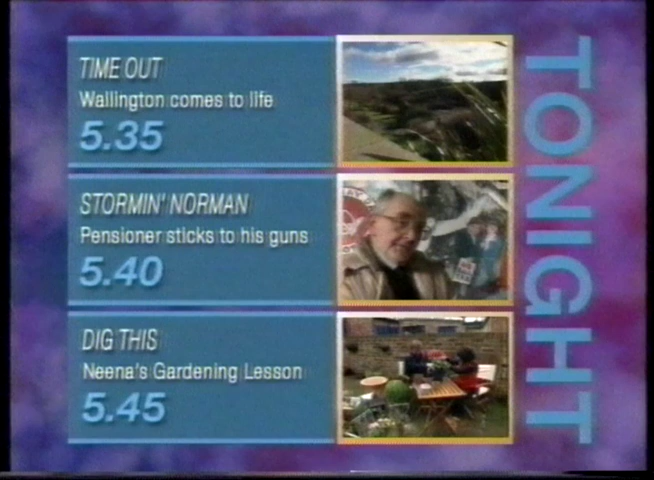 TIME OUT
Wallington comes to life
5.35
STORMIN' NORMAN
Pensioner sticks to his guns
5.40
DIG THIS
Neena's Gardening Lesson
5.45
TONIGHT